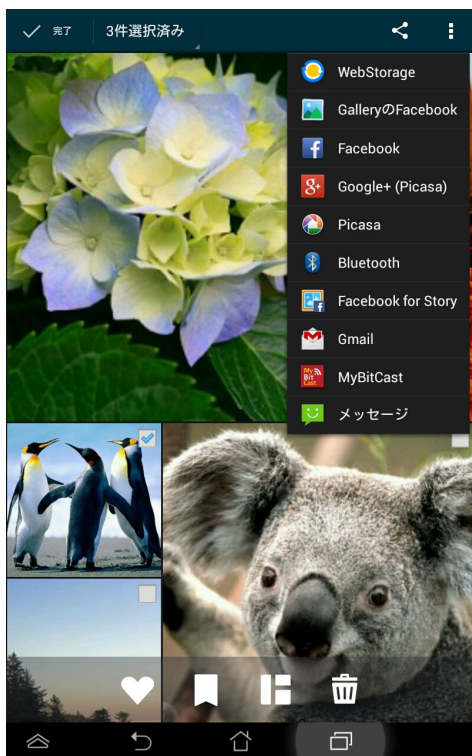 完了
3件選択済み
WebStorage
GalleryのFacebook
Facebook
Google+ (Picasa)
Picasa
Bluetooth
Facebook for Story
Gmail
MyBitCast
メッセージ